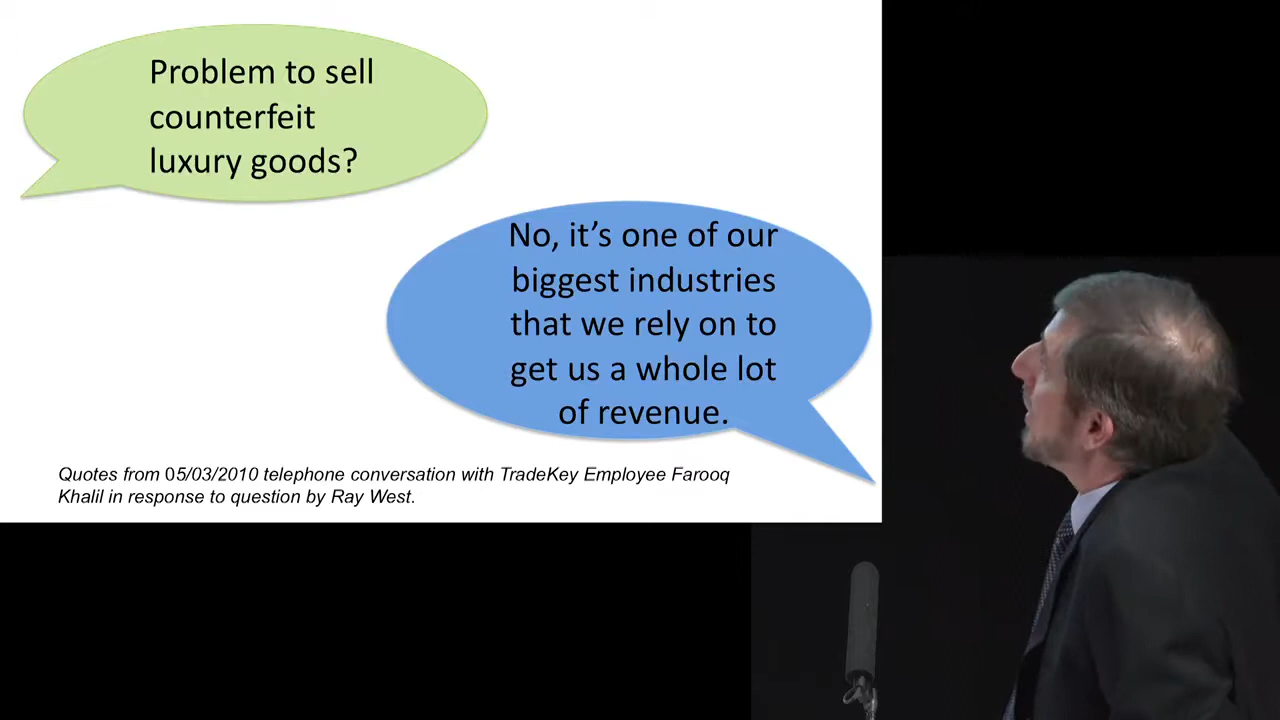 Problem to sell
counterfeit
luxury goods?
No, it’s one of our
biggest industries
that we rely on to
get us a whole lot
of revenue.
Quotes from 05/03/2010 telephone conversation with TradeKey Employee Farooq
Khalil in response to question by Ray West.